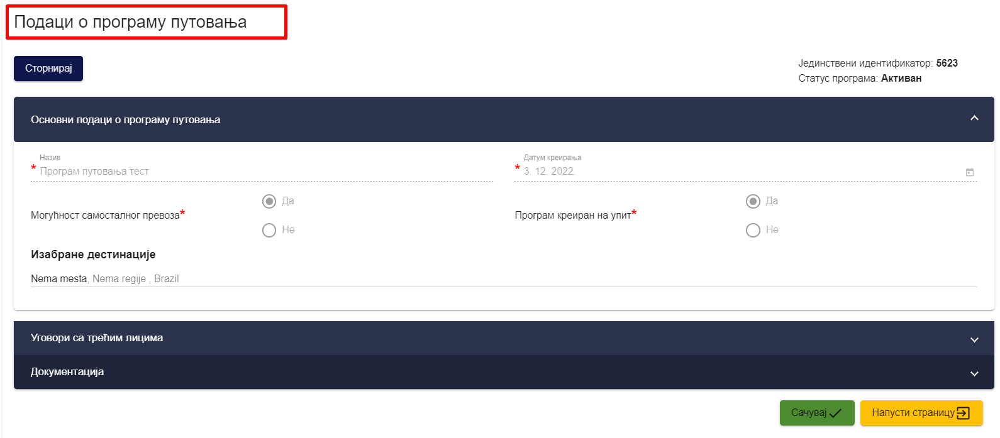 Подаци о програму путовања
Сторнирај
Јединствени идентификатор: 5623
Статус програма: Активан
Основни подаци о програму путовања
Назив
* Програм путовања тест
Датум креирања
* 3. 12. 2022.
Могућност самосталног превоза*
Да
Не
Програм креиран на упит*
Да
Не
Изабране дестинације
Nema mesta, Nema regije , Brazil
Уговори са трећим лицима
Документација
Сачувај
Напусти страницу